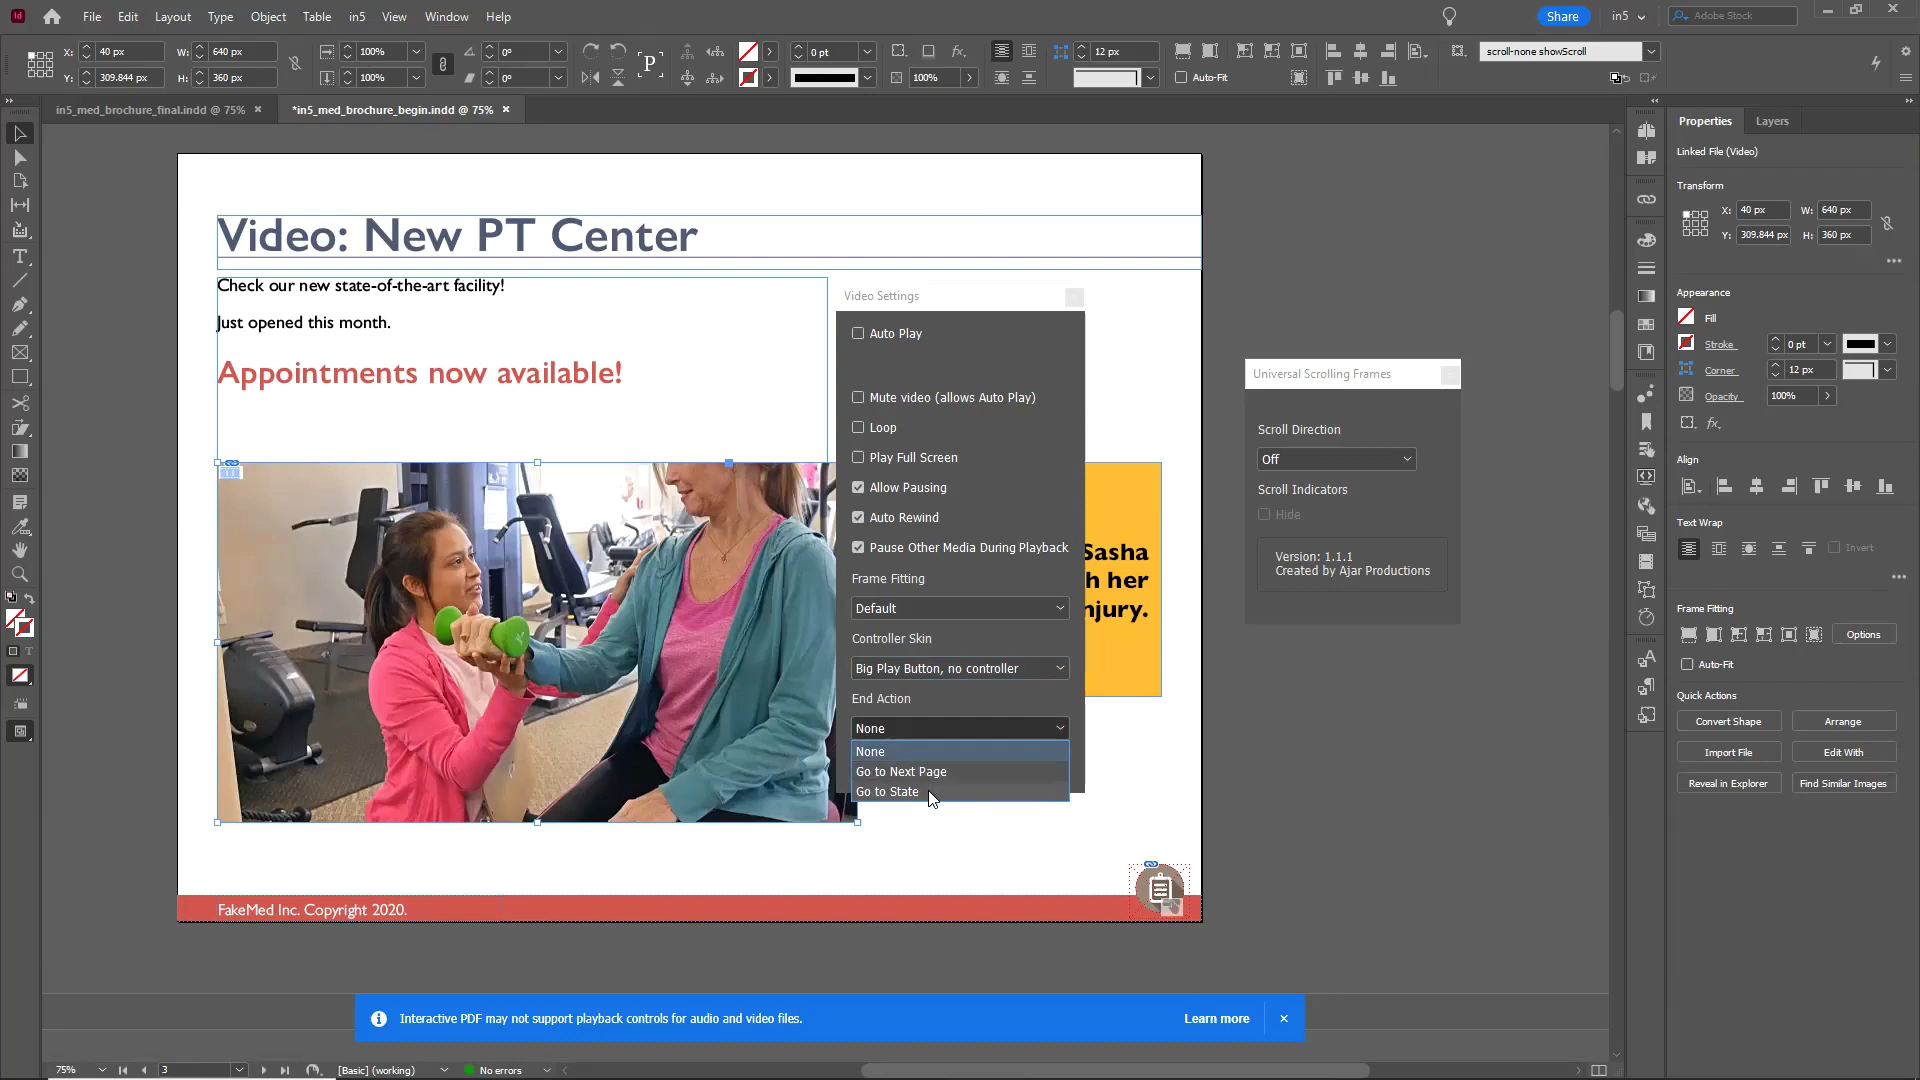 Id File Edit Layout Type Object Table in5 View Window Help Share in5 Adobe Stock
X: 40 px W: 640 px 100% 0° 0 pt 12 px scroll-none showScroll
Y: 309.844 px H: 360 px 100% 0° P fx. 100% Auto-Fit
in5_med_brochure_final.indd @ 75% × *in5_med_brochure_begin.indd @ 75% ×
Video: New PT Center
Check our new state-of-the-art facility!
Just opened this month.
Appointments now available!
Video Settings
Auto Play
Mute video (allows Auto Play)
Loop
Play Full Screen
Allow Pausing
Auto Rewind
Pause Other Media During Playback
Frame Fitting
Default
Controller Skin
Big Play Button, no controller
End Action
None
None
Go to Next Page
Go to State
Sasha
h her
njury.
FakeMed Inc. Copyright 2020.
Universal Scrolling Frames
Scroll Direction
Off
Scroll Indicators
Hide
Version: 1.1.1
Created by Ajar Productions
Properties Layers
Linked File (Video)
Transform
X: 40 px W: 640 px
Y: 309.844 px H: 360 px
Appearance
Fill
Stroke 0 pt
Corner 12 px
Opacity 100%
fx.
Align
Text Wrap
Invert
Frame Fitting
Options
Auto-Fit
Quick Actions
Convert Shape Arrange
Import File Edit With
Reveal in Explorer Find Similar Images
Interactive PDF may not support playback controls for audio and video files. Learn more ×
75% 3 [Basic] (working) No errors